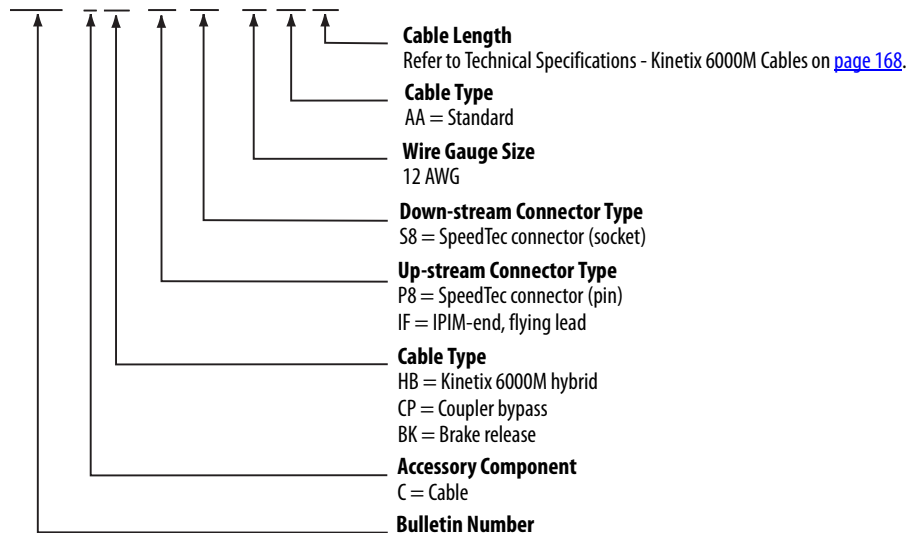 Cable Length
Refer to Technical Specifications - Kinetix 6000M Cables on page 168.
Cable Type
AA = Standard
Wire Gauge Size
12 AWG
Down-stream Connector Type
S8 = SpeedTec connector (socket)
Up-stream Connector Type
P8 = SpeedTec connector (pin)
IF = IPIM-end, flying lead
Cable Type
HB = Kinetix 6000M hybrid
CP = Coupler bypass
BK = Brake release
Accessory Component
C = Cable
Bulletin Number